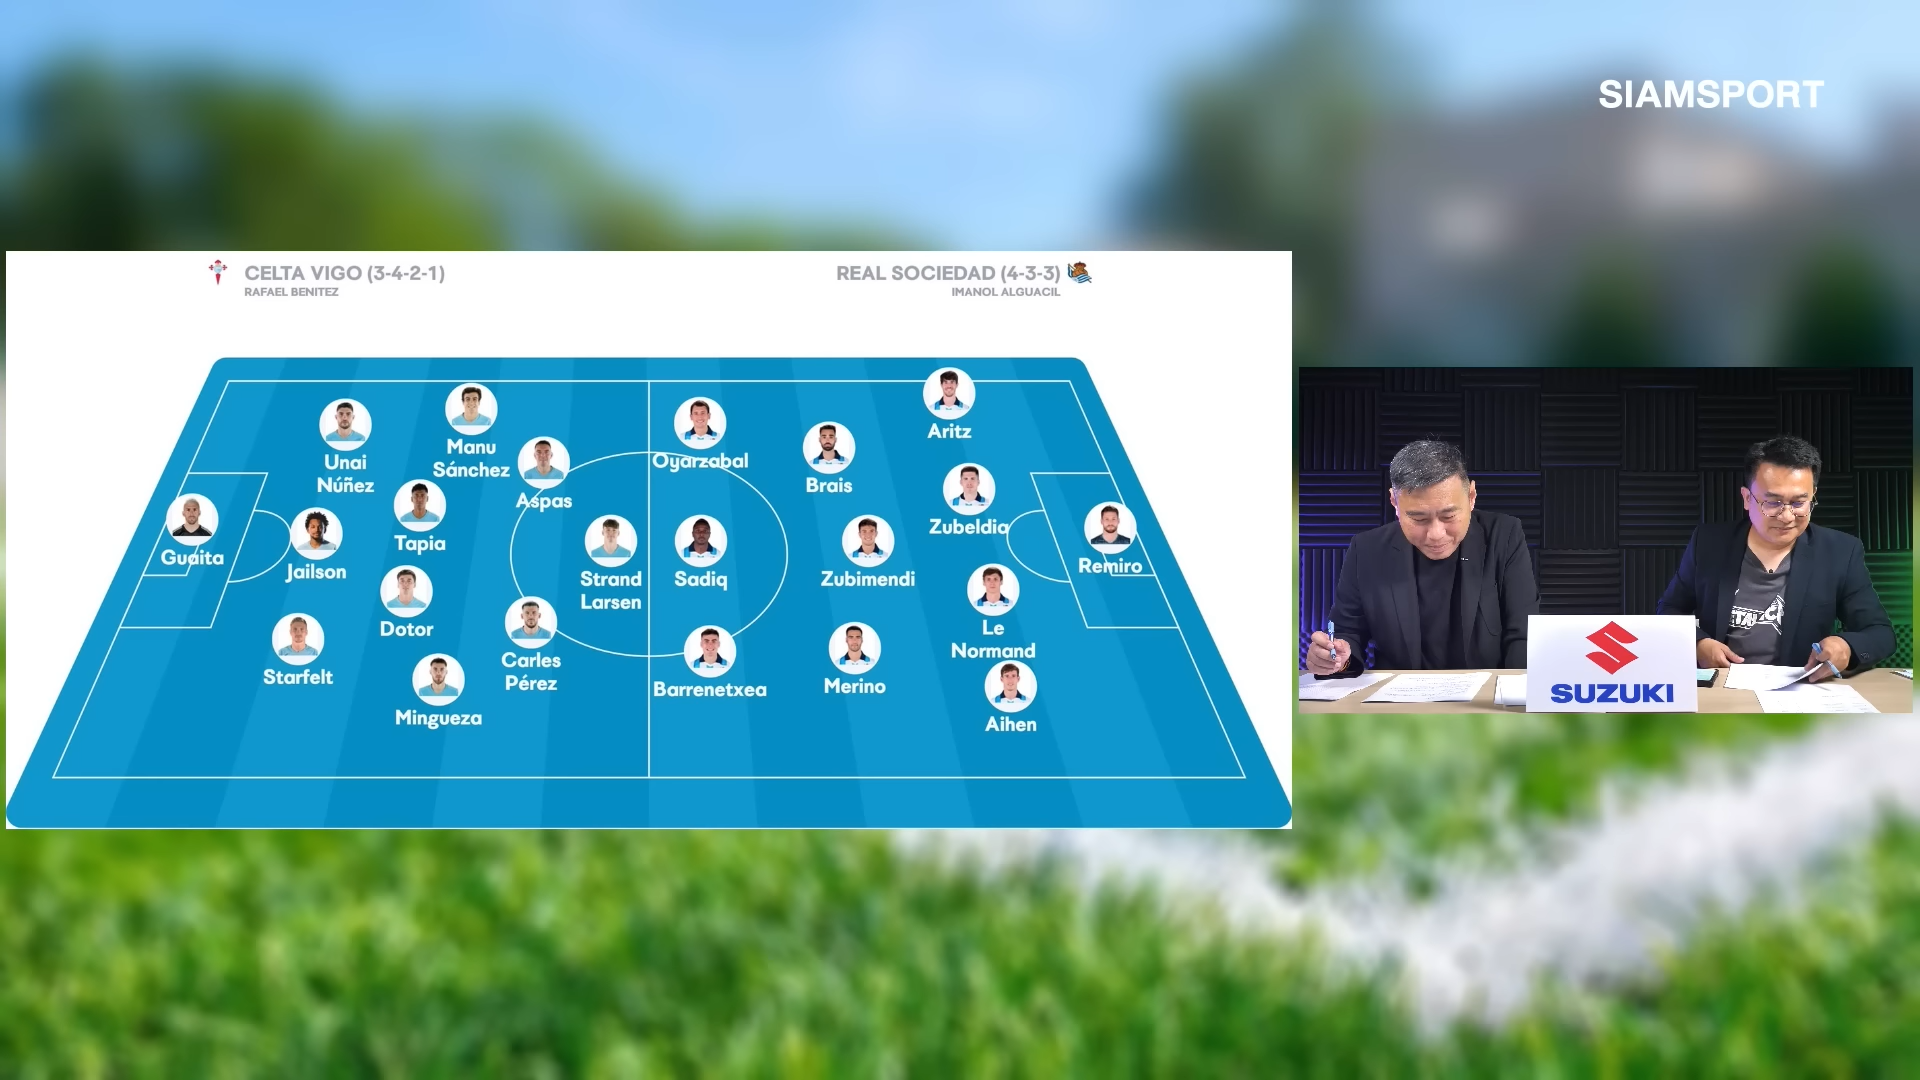 SIAMSPORT
CELTA VIGO (3-4-2-1)
RAFAEL BENITEZ
REAL SOCIEDAD (4-3-3)
IMANOL ALGUACIL
Guaita
Unai
Núñez
Jailson
Starfelt
Manu
Sánchez
Tapia
Dotor
Mingueza
Aspas
Carles
Pérez
Strand
Larsen
Oyarzabal
Sadiq
Barrenetxea
Brais
Zubimendi
Merino
Aritz
Zubeldia
Le
Normand
Aihen
Remiro
SUZUKI